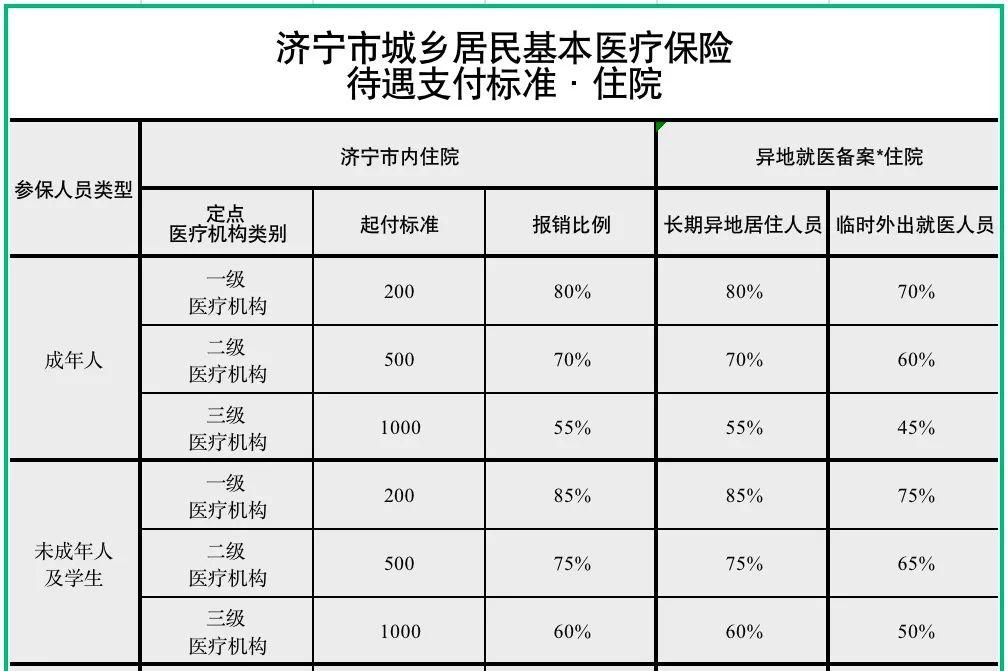 济宁市城乡居民基本医疗保险
待遇支付标准·住院
参保人员类型
济宁市内住院
异地就医备案*住院
定点
医疗机构类别
起付标准
报销比例
长期异地居住人员
临时外出就医人员
成年人
一级
医疗机构
200
80%
80%
70%
二级
医疗机构
500
70%
70%
60%
三级
医疗机构
1000
55%
55%
45%
未成年人
及学生
一级
医疗机构
200
85%
85%
75%
二级
医疗机构
500
75%
75%
65%
三级
医疗机构
1000
60%
60%
50%